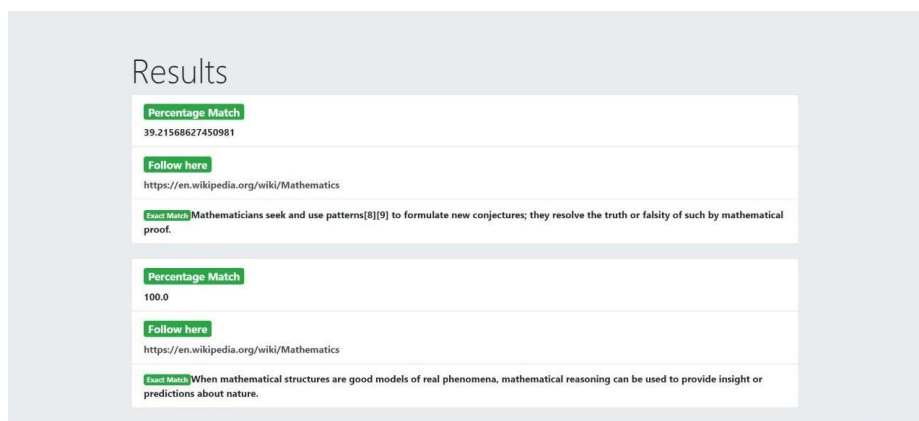 Results
Percentage Match
39.21568627450981
Follow here
https://en.wikipedia.org/wiki/Mathematics
Exact Match Mathematicians seek and use patterns[8][9] to formulate new conjectures; they resolve the truth or falsity of such by mathematical
proof.
Percentage Match
100.0
Follow here
https://en.wikipedia.org/wiki/Mathematics
Exact Match When mathematical structures are good models of real phenomena, mathematical reasoning can be used to provide insight or
predictions about nature.